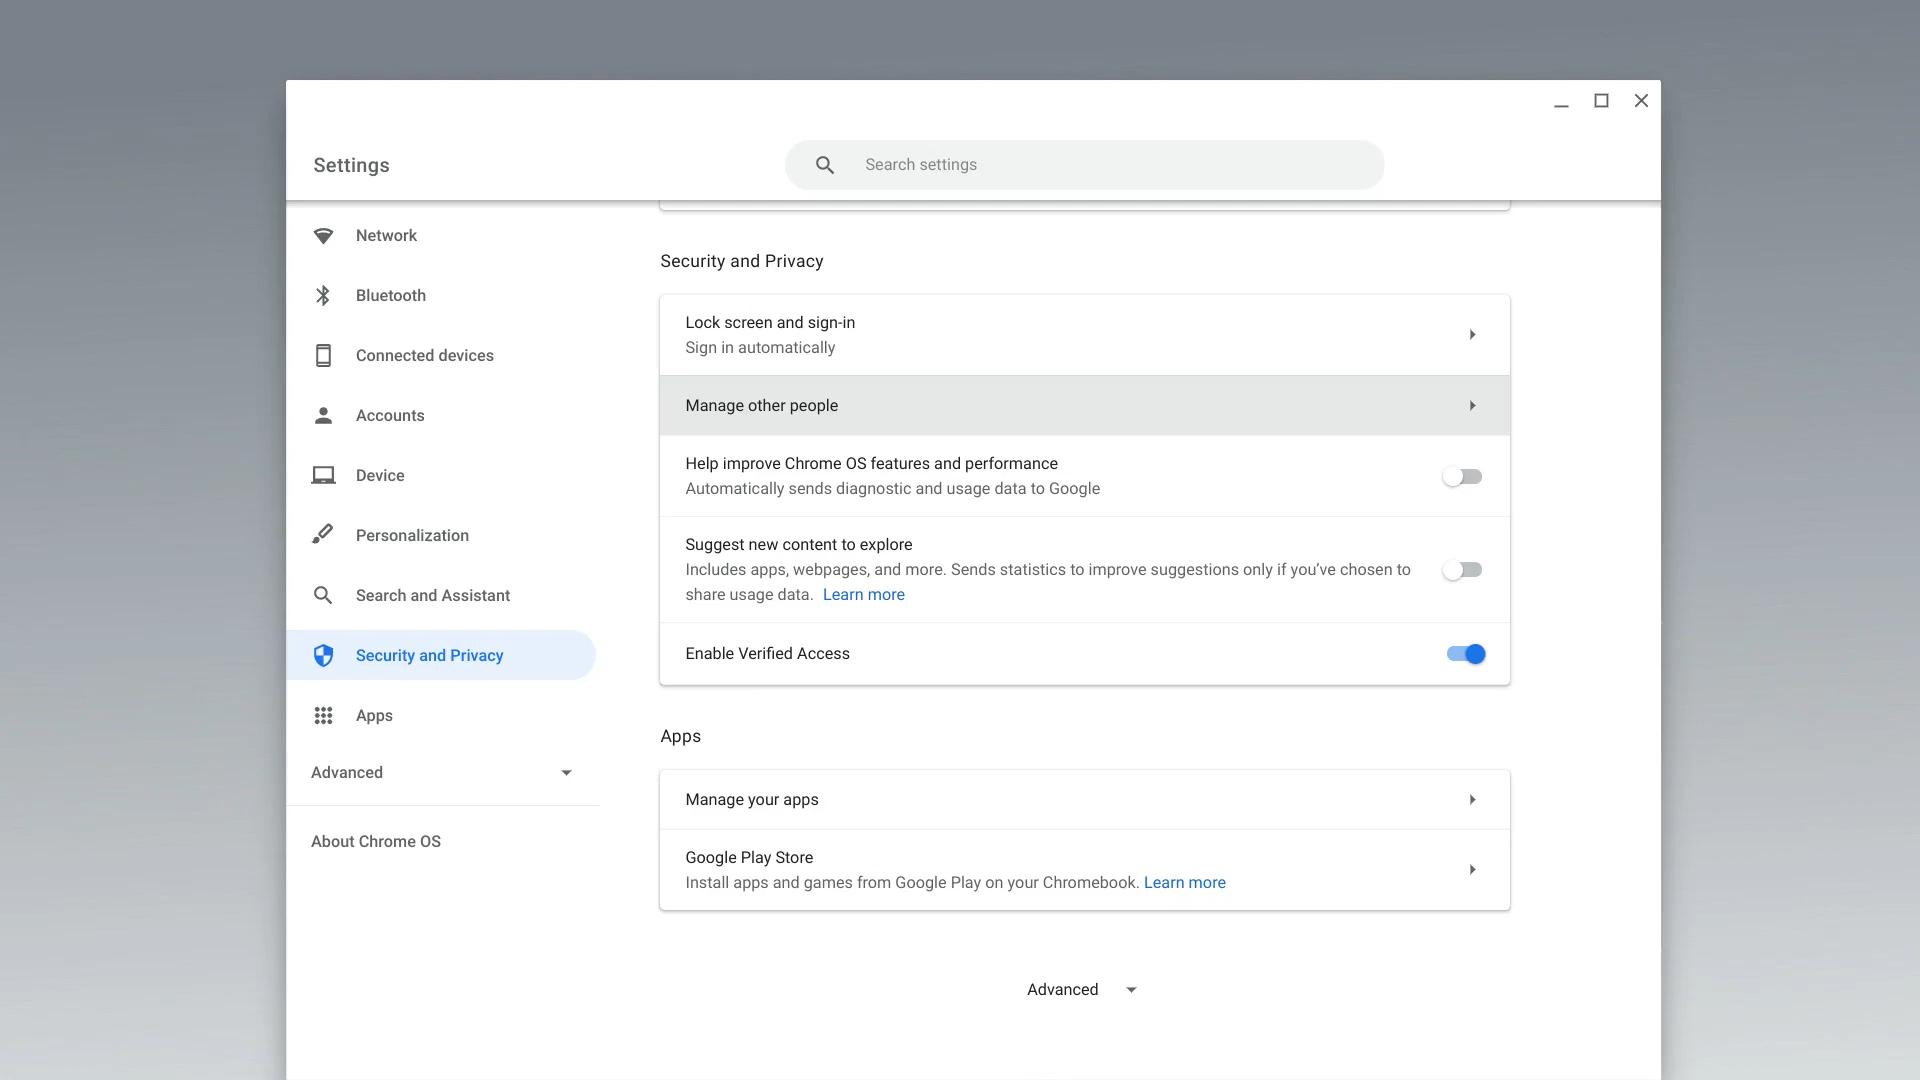 Settings
Search settings
Network
Bluetooth
Connected devices
Accounts
Device
Personalization
Search and Assistant
Security and Privacy
Apps
Advanced
About Chrome OS
Security and Privacy
Lock screen and sign-in
Sign in automatically
Manage other people
Help improve Chrome OS features and performance
Automatically sends diagnostic and usage data to Google
Suggest new content to explore
Includes apps, webpages, and more. Sends statistics to improve suggestions only if you’ve chosen to
share usage data. Learn more
Enable Verified Access
Apps
Manage your apps
Google Play Store
Install apps and games from Google Play on your Chromebook. Learn more
Advanced